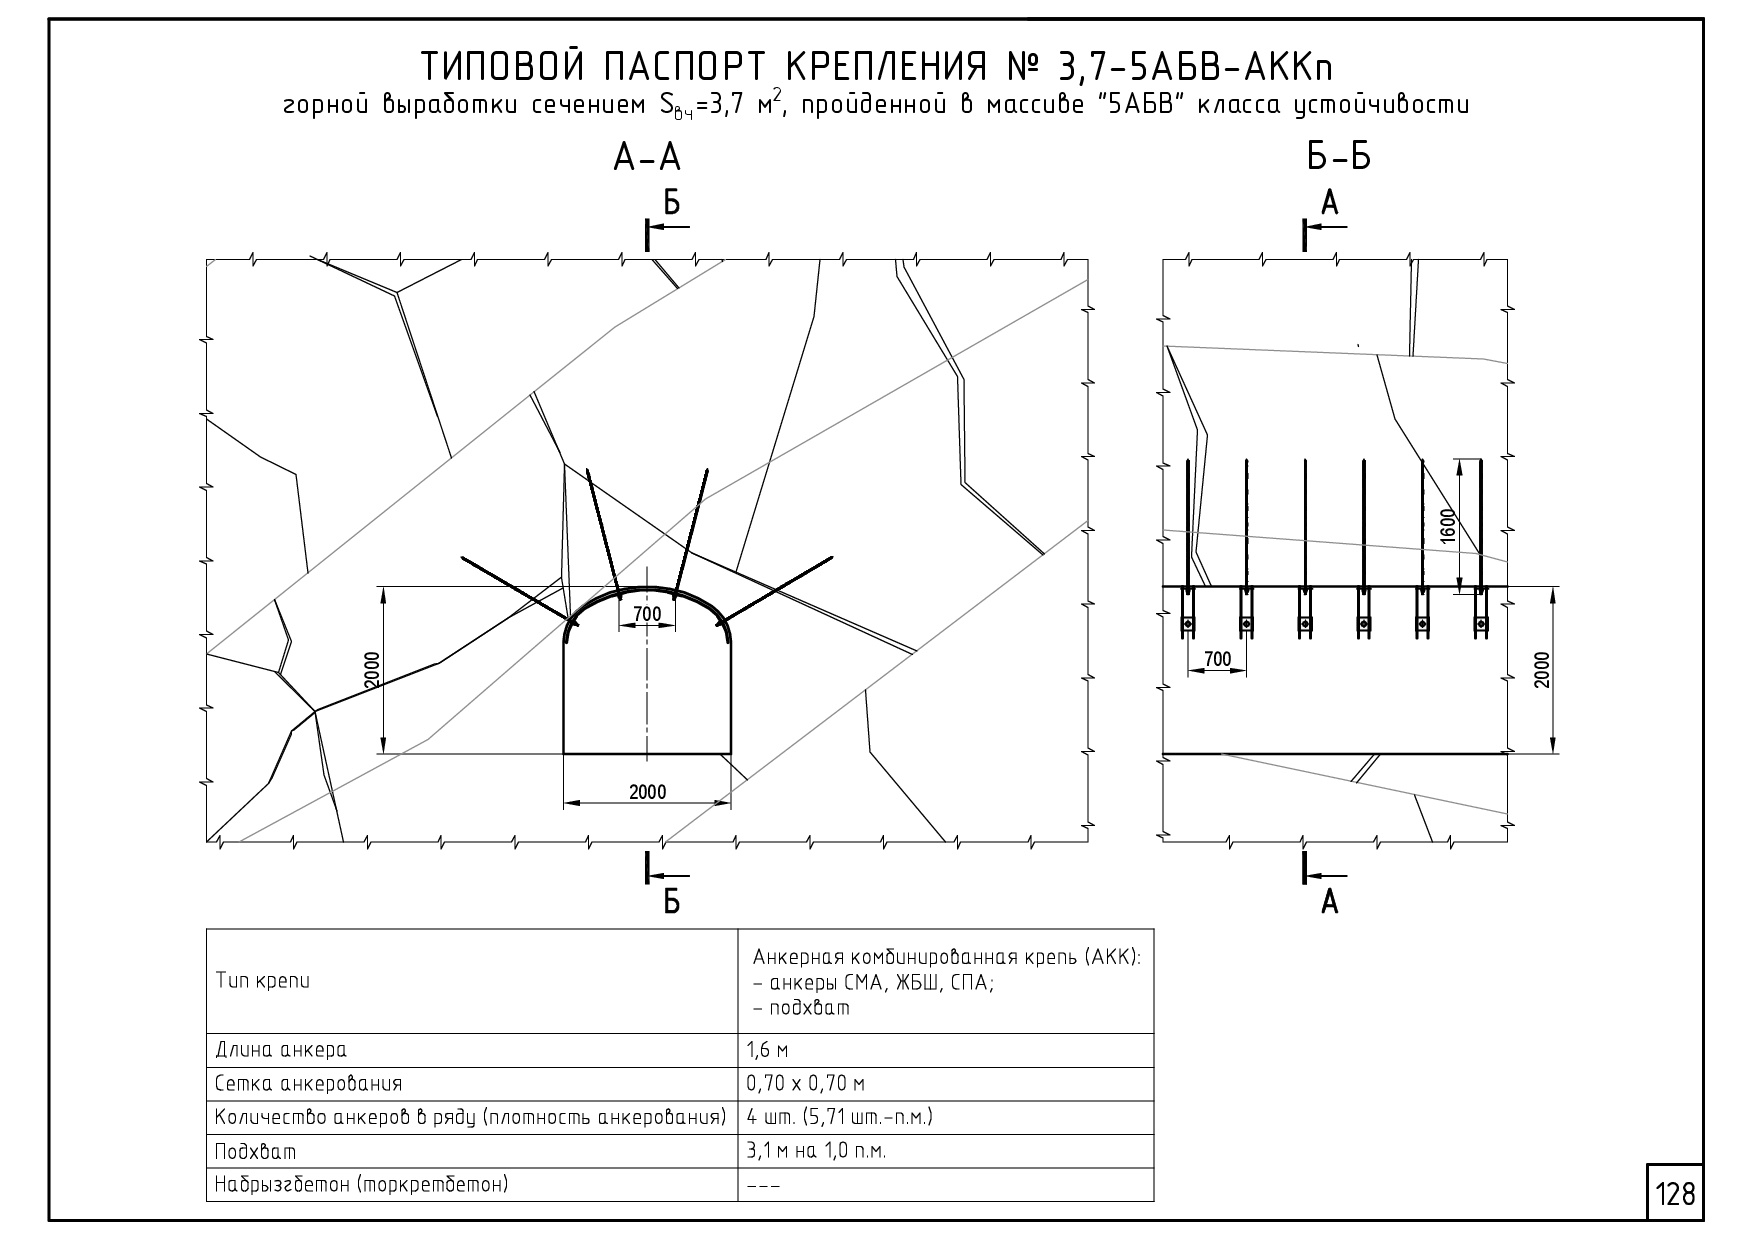 ТИПОВОЙ ПАСПОРТ КРЕПЛЕНИЯ № 3,7-5АБВ-АККп
горной выработки сечением Sвч=3,7 м², пройденной в массиве "5АБВ" класса устойчивости
А-А
Б-Б
Б
А
1600
700
700
2000
2000
2000
Б
А
Тип крепи
Анкерная комбинированная крепь (АКК):
- анкеры СМА, ЖБШ, СПА;
- подхват
Длина анкера 1,6 м
Сетка анкерования 0,70 х 0,70 м
Количество анкеров в ряду (плотность анкерования) 4 шт. (5,71 шт.-п.м.)
Подхват 3,1 м на 1,0 п.м.
Набрызгбетон (торкретбетон) ---
128